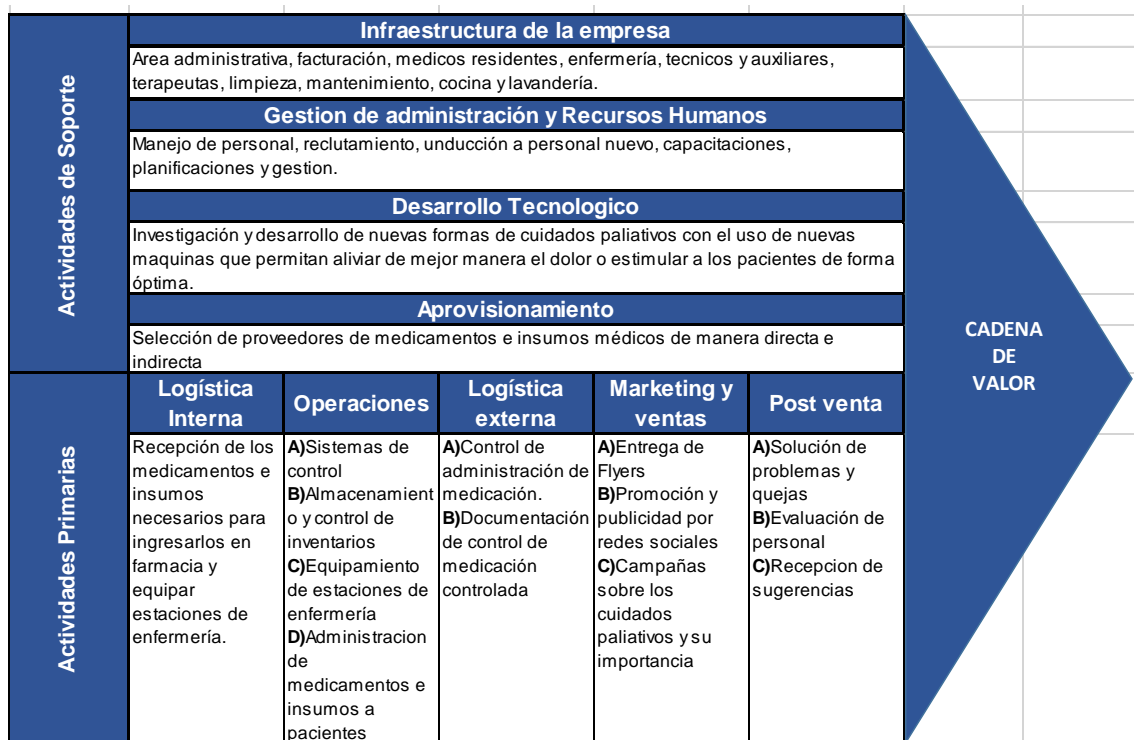 Actividades de Soporte
Infraestructura de la empresa
Area administrativa, facturación, medicos residentes, enfermería, tecnicos y auxiliares,
terapeutas, limpieza, mantenimiento, cocina y lavandería.
Gestion de administración y Recursos Humanos
Manejo de personal, reclutamiento, unducción a personal nuevo, capacitaciones,
planificaciones y gestion.
Desarrollo Tecnologico
Investigación y desarrollo de nuevas formas de cuidados paliativos con el uso de nuevas
maquinas que permitan aliviar de mejor manera el dolor o estimular a los pacientes de forma
óptima.
Aprovisionamiento
Selección de proveedores de medicamentos e insumos médicos de manera directa e
indirecta
Actividades Primarias
Logística
Interna
Recepción de los
medicamentos e
insumos
necesarios para
ingresarlos en
farmacia y
equipar
estaciones de
enfermería.
Operaciones
A)Sistemas de
control
B)Almacenamient
o y control de
inventarios
C)Equipamiento
de estaciones de
enfermería
D)Administracion
de
medicamentos e
insumos a
pacientes
Logística
externa
A)Control de
administración de
medicación.
B)Documentación
de control de
medicación
controlada
Marketing y
ventas
A)Entrega de
Flyers
B)Promoción y
publicidad por
redes sociales
C)Campañas
sobre los
cuidados
paliativos y su
importancia
Post venta
A)Solución de
problemas y
quejas
B)Evaluación de
personal
C)Recepcion de
sugerencias
CADENA
DE
VALOR